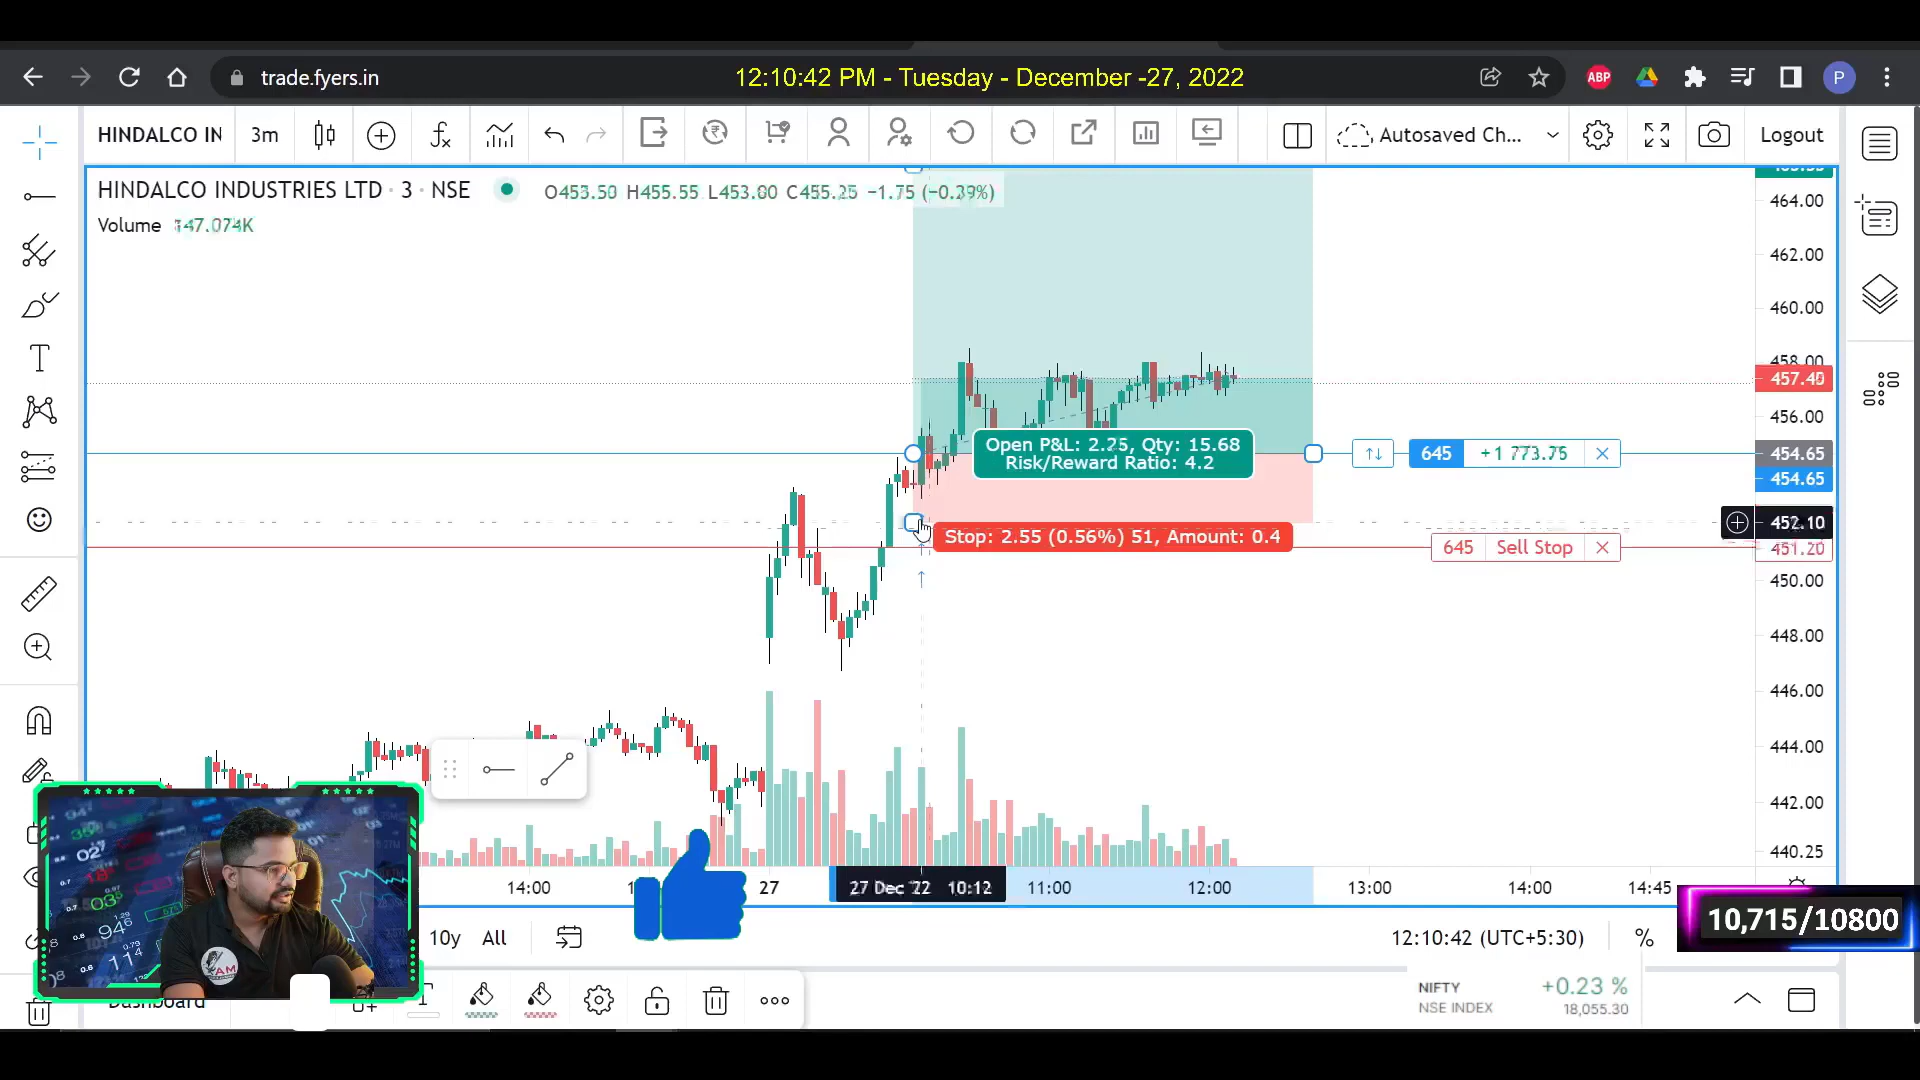 trade.fyers.in
12:10:42 PM - Tuesday - December -27, 2022
ABP
P
HINDALCO IN
3m
Autosaved Ch...
Logout
HINDALCO INDUSTRIES LTD · 3 · NSE
O453.50 H455.55 L453.00 C455.25 −1.75 (−0.39%)
Volume 147.074K
464.00
462.00
460.00
458.00
457.40
456.00
Open P&L: 2.25, Qty: 15.68
Risk/Reward Ratio: 4.2
645
454.65
454.65
452.10
Stop: 2.55 (0.56%) 51, Amount: 0.4
645 Sell Stop
451.20
450.00
448.00
446.00
444.00
442.00
440.25
14:00
27
27 Dec '22 10:12
11:00
12:00
13:00
14:00
14:45
10,715/10800
10y All
12:10:42 (UTC+5:30)
%
Dashboard
NIFTY +0.23 %
NSE INDEX 18,055.30